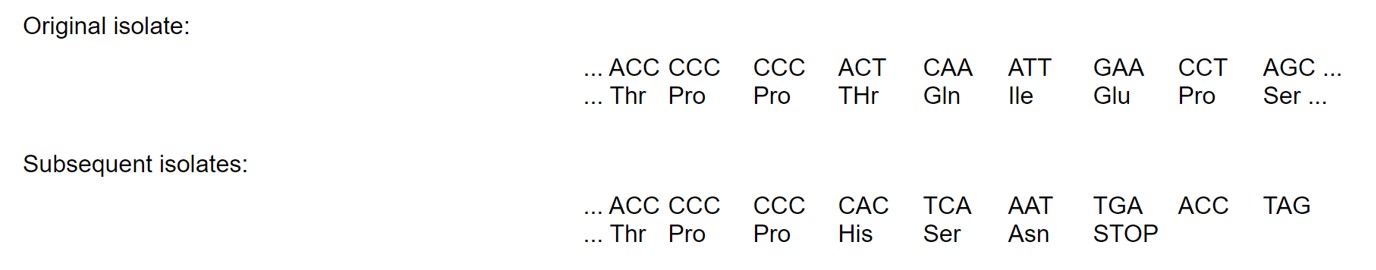 Original isolate:
... ACC CCC CCC ACT CAA ATT GAA CCT AGC ...
... Thr Pro Pro THr Gln Ile Glu Pro Ser ...
Subsequent isolates:
... ACC CCC CCC CAC TCA AAT TGA ACC TAG
... Thr Pro Pro His Ser Asn STOP